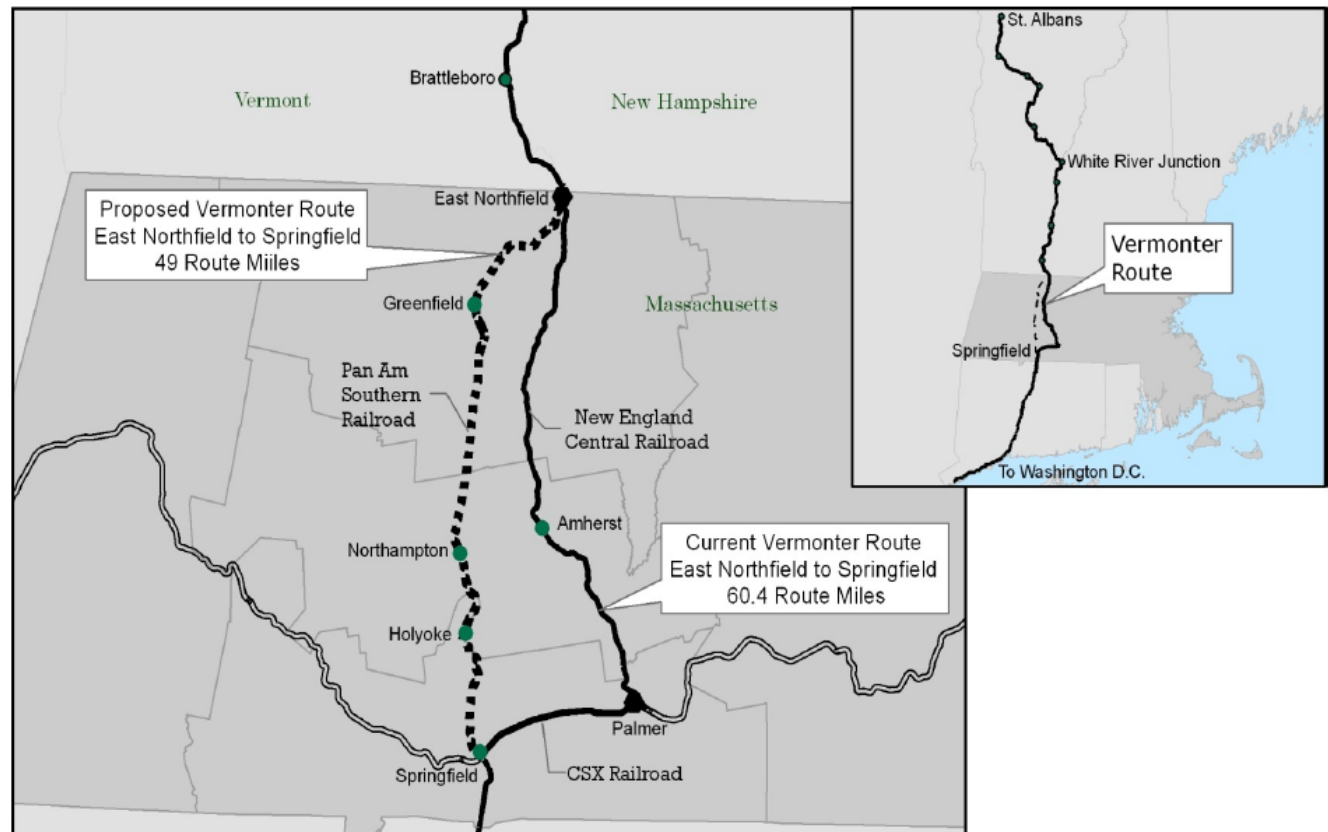 Brattleboro
Vermont
New Hampshire
East Northfield
Proposed Vermonter Route
East Northfield to Springfield
49 Route Miiles
Greenfield
Massachusetts
Pan Am
Southern
Railroad
New England
Central Railroad
Amherst
Northampton
Current Vermonter Route
East Northfield to Springfield
60.4 Route Miles
Holyoke
Palmer
Springfield
CSX Railroad
St. Albans
White River Junction
Vermonter
Route
Springfield
To Washington D.C.